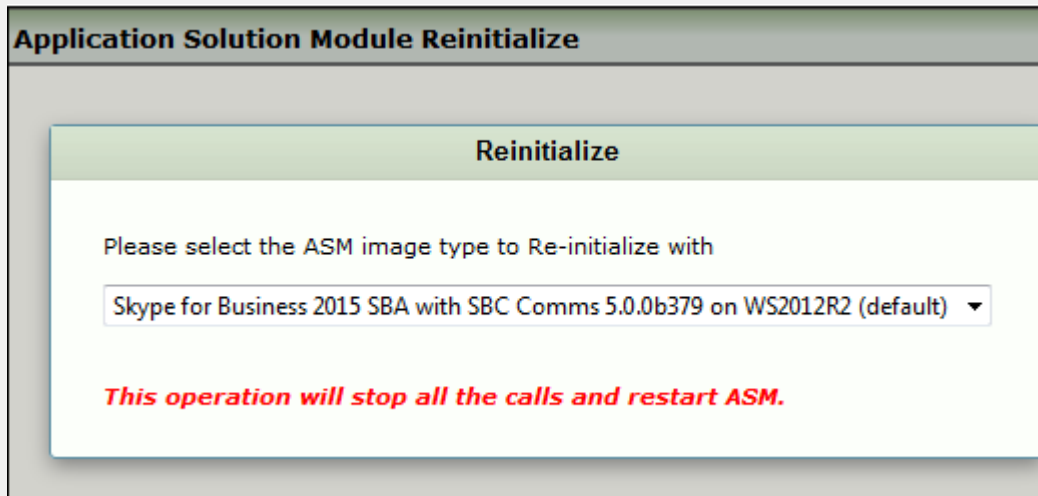 Application Solution Module Reinitialize
Reinitialize
Please select the ASM image type to Re-initialize with
Skype for Business 2015 SBA with SBC Comms 5.0.0b379 on WS2012R2 (default)
This operation will stop all the calls and restart ASM.